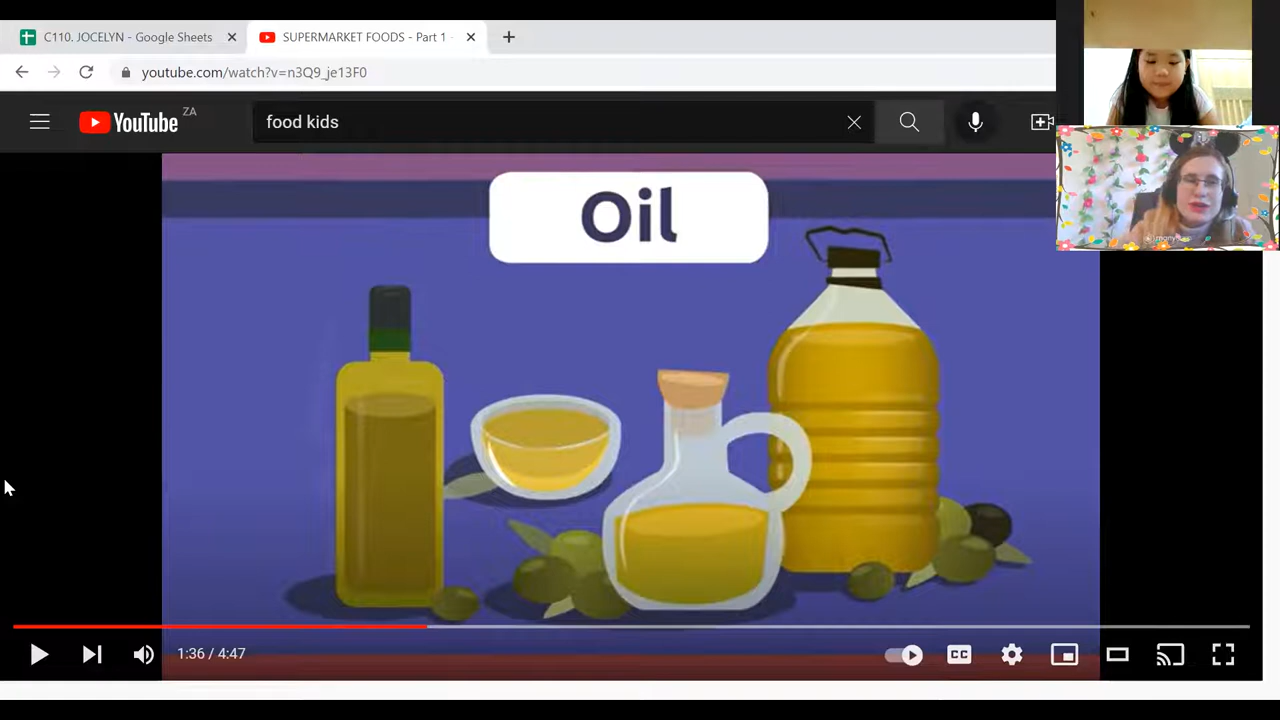 C110. JOCELYN - Google Sheets
SUPERMARKET FOODS - Part 1 -
youtube.com/watch?v=n3Q9_je13F0
YouTube ZA
food kids
Oil
1:36 / 4:47
CC